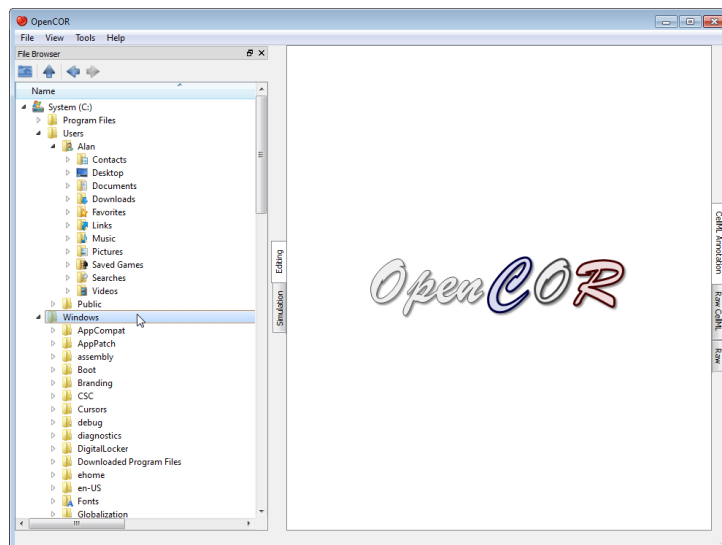 OpenCOR
File View Tools Help
File Browser
Name
System (C:)
Program Files
Users
Alan
Contacts
Desktop
Documents
Downloads
Favorites
Links
Music
Pictures
Saved Games
Searches
Videos
Public
Windows
AppCompat
AppPatch
assembly
Boot
Branding
CSC
Cursors
debug
diagnostics
DigitalLocker
Downloaded Program Files
ehome
en-US
Fonts
Globalization
Editing
Simulation
OpenCOR
CellML Annotation
Raw CellML
Raw